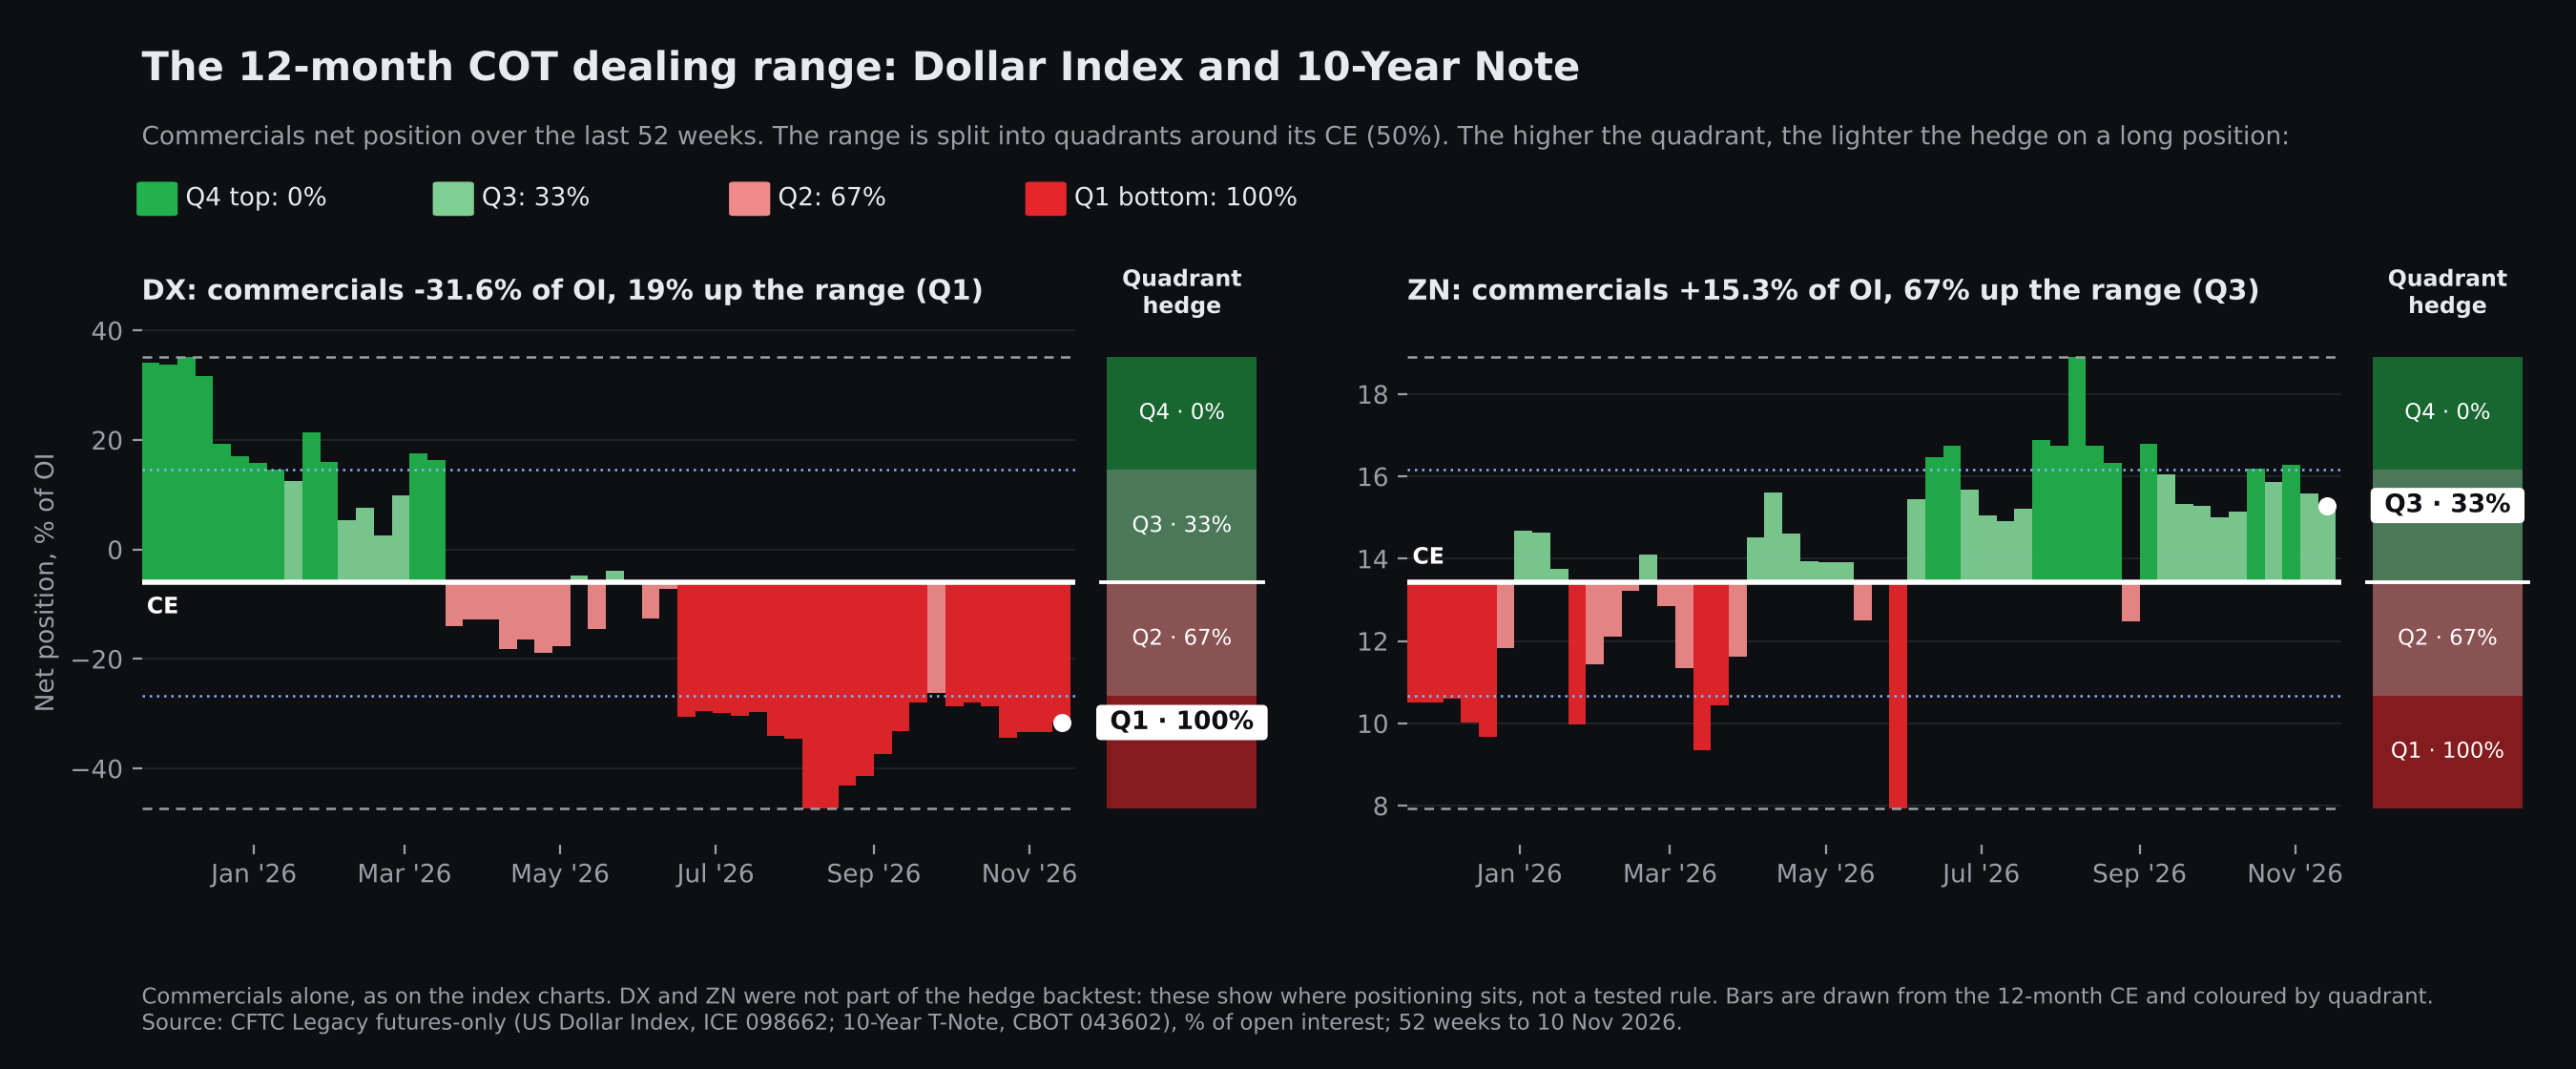 The 12-month COT dealing range: Dollar Index and 10-Year Note
Commercials net position over the last 52 weeks. The range is split into quadrants around its CE (50%). The higher the quadrant, the lighter the hedge on a long position:
Q4 top: 0%
Q3: 33%
Q2: 67%
Q1 bottom: 100%
DX: commercials -31.6% of OI, 19% up the range (Q1)
Quadrant
hedge
Net position, % of OI
40
20
0
−20
−40
CE
Q4 · 0%
Q3 · 33%
Q2 · 67%
Q1 · 100%
Jan '26
Mar '26
May '26
Jul '26
Sep '26
Nov '26
ZN: commercials +15.3% of OI, 67% up the range (Q3)
Quadrant
hedge
18
16
14
12
10
8
CE
Q4 · 0%
Q3 · 33%
Q2 · 67%
Q1 · 100%
Jan '26
Mar '26
May '26
Jul '26
Sep '26
Nov '26
Commercials alone, as on the index charts. DX and ZN were not part of the hedge backtest: these show where positioning sits, not a tested rule. Bars are drawn from the 12-month CE and coloured by quadrant.
Source: CFTC Legacy futures-only (US Dollar Index, ICE 098662; 10-Year T-Note, CBOT 043602), % of open interest; 52 weeks to 10 Nov 2026.